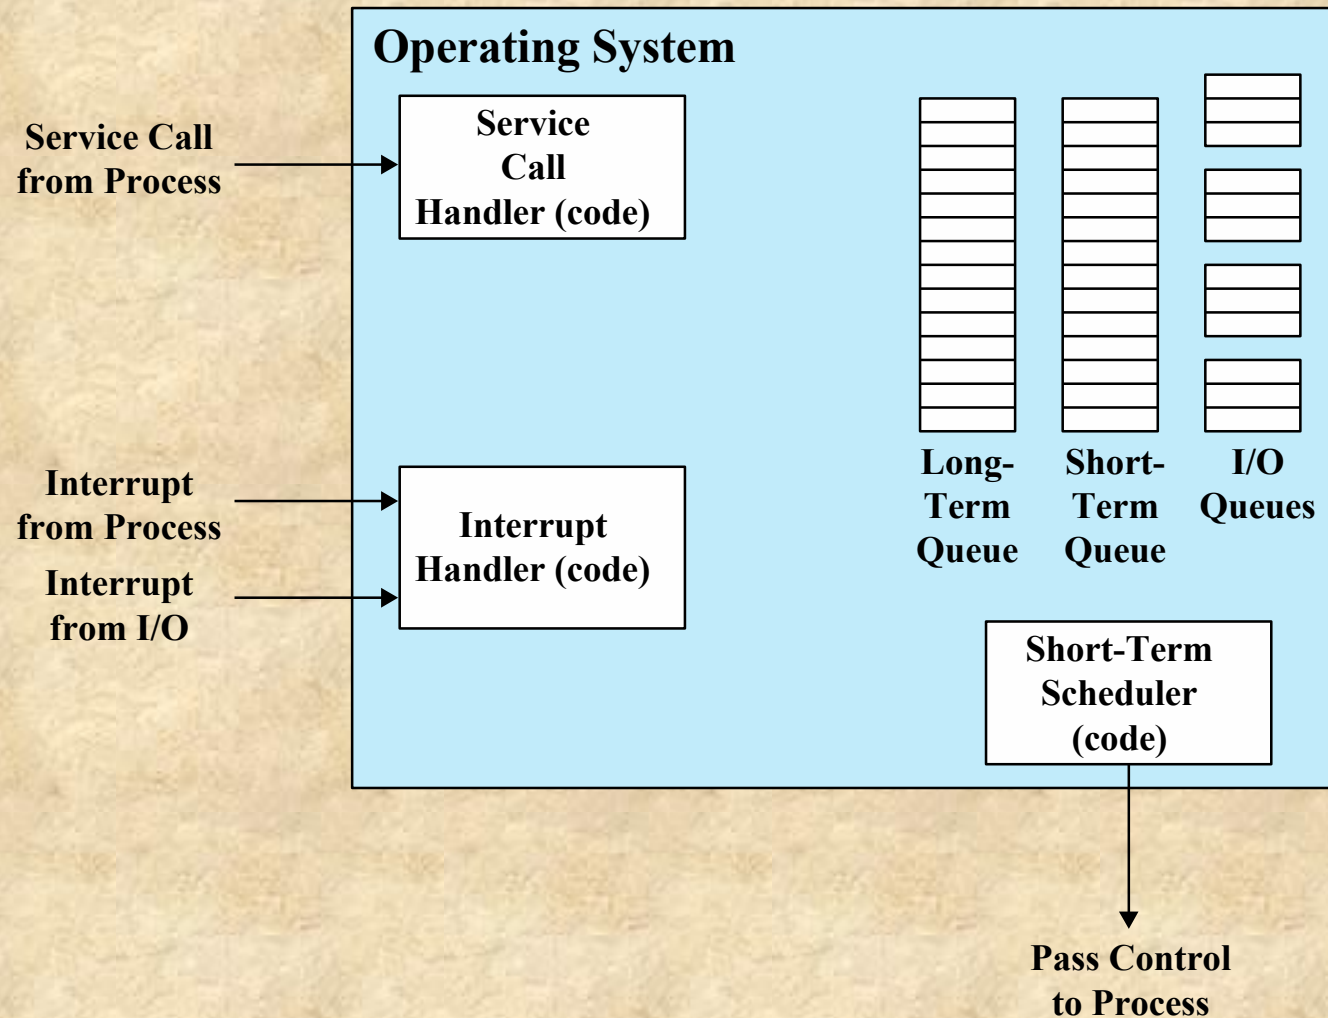 Operating System
Service Call
from Process
Service
Call
Handler (code)
Interrupt
from Process
Interrupt
from I/O
Interrupt
Handler (code)
Long-
Term
Queue
Short-
Term
Queue
I/O
Queues
Short-Term
Scheduler
(code)
Pass Control
to Process